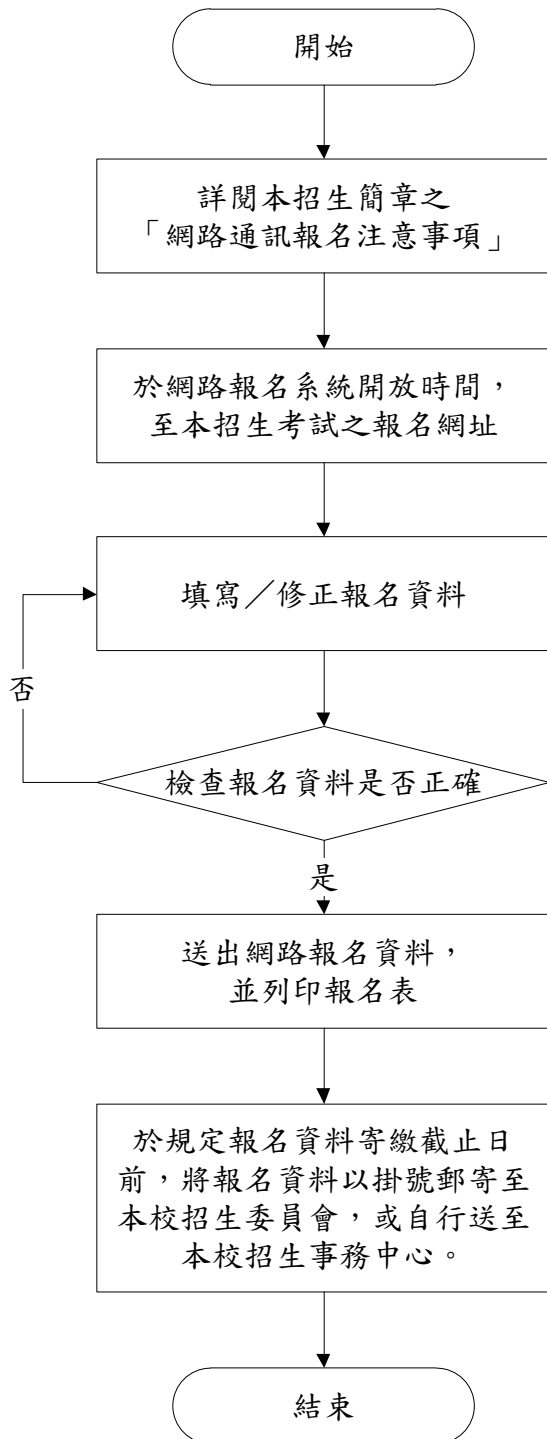 開始
詳閱本招生簡章之
「網路通訊報名注意事項」
於網路報名系統開放時間，
至本招生考試之報名網址
填寫／修正報名資料
否
檢查報名資料是否正確
是
送出網路報名資料，
並列印報名表
於規定報名資料寄繳截止日
前，將報名資料以掛號郵寄至
本校招生委員會，或自行送至
本校招生事務中心。
結束